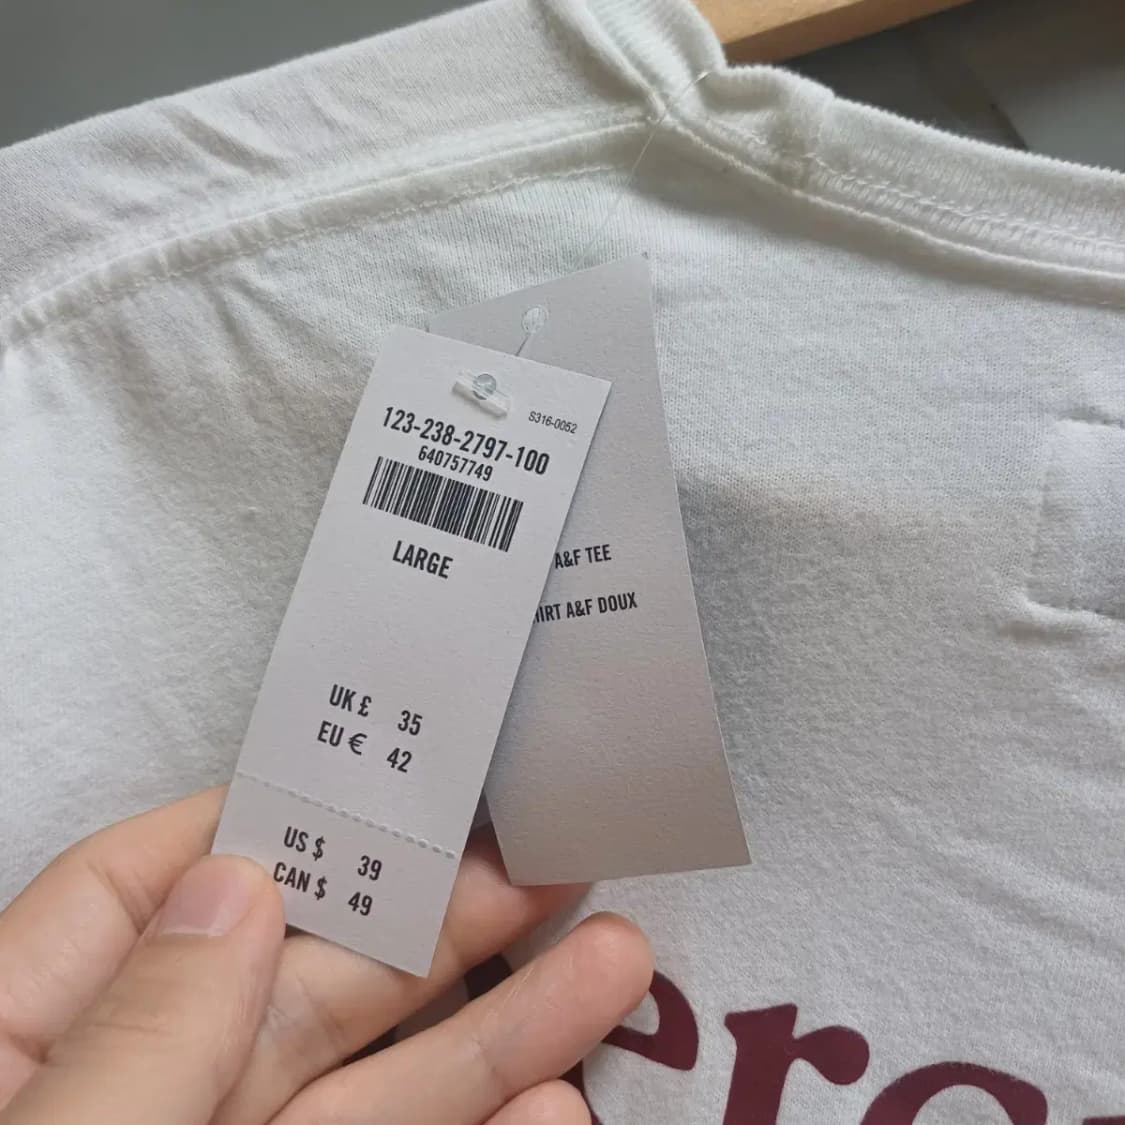 S316-0052
123-238-2797-100
640757749
LARGE
UK £ 35
EU € 42
US $ 39
CAN $ 49
A&F TEE
A&F DOUX
erc